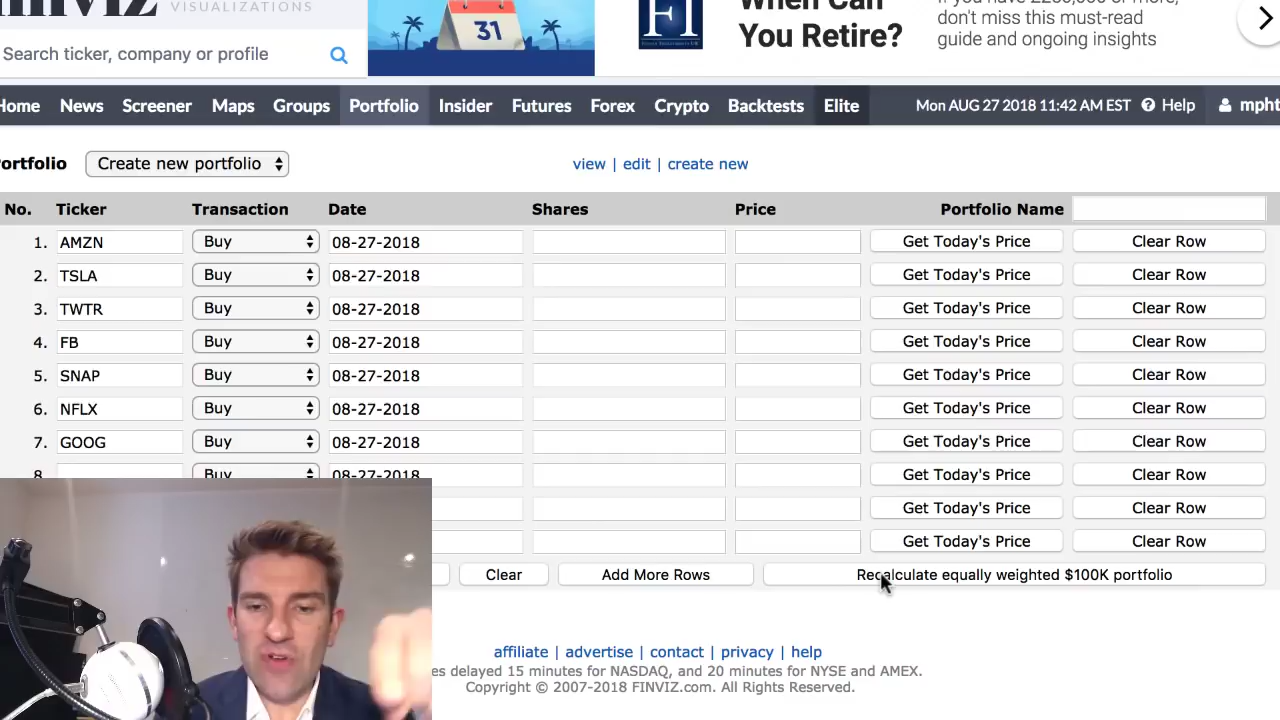 finviz
VISUALIZATIONS
Search ticker, company or profile
31
When Can
You Retire?
don't miss this must-read
guide and ongoing insights
Home News Screener Maps Groups Portfolio Insider Futures Forex Crypto Backtests Elite Mon AUG 27 2018 11:42 AM EST Help mpht
Portfolio Create new portfolio view | edit | create new
No. Ticker Transaction Date Shares Price Portfolio Name
1. AMZN Buy 08-27-2018 Get Today's Price Clear Row
2. TSLA Buy 08-27-2018 Get Today's Price Clear Row
3. TWTR Buy 08-27-2018 Get Today's Price Clear Row
4. FB Buy 08-27-2018 Get Today's Price Clear Row
5. SNAP Buy 08-27-2018 Get Today's Price Clear Row
6. NFLX Buy 08-27-2018 Get Today's Price Clear Row
7. GOOG Buy 08-27-2018 Get Today's Price Clear Row
8. Buy 08-27-2018 Get Today's Price Clear Row
Get Today's Price Clear Row
Get Today's Price Clear Row
Clear Add More Rows Recalculate equally weighted $100K portfolio
affiliate | advertise | contact | privacy | help
es delayed 15 minutes for NASDAQ, and 20 minutes for NYSE and AMEX.
Copyright © 2007-2018 FINVIZ.com. All Rights Reserved.